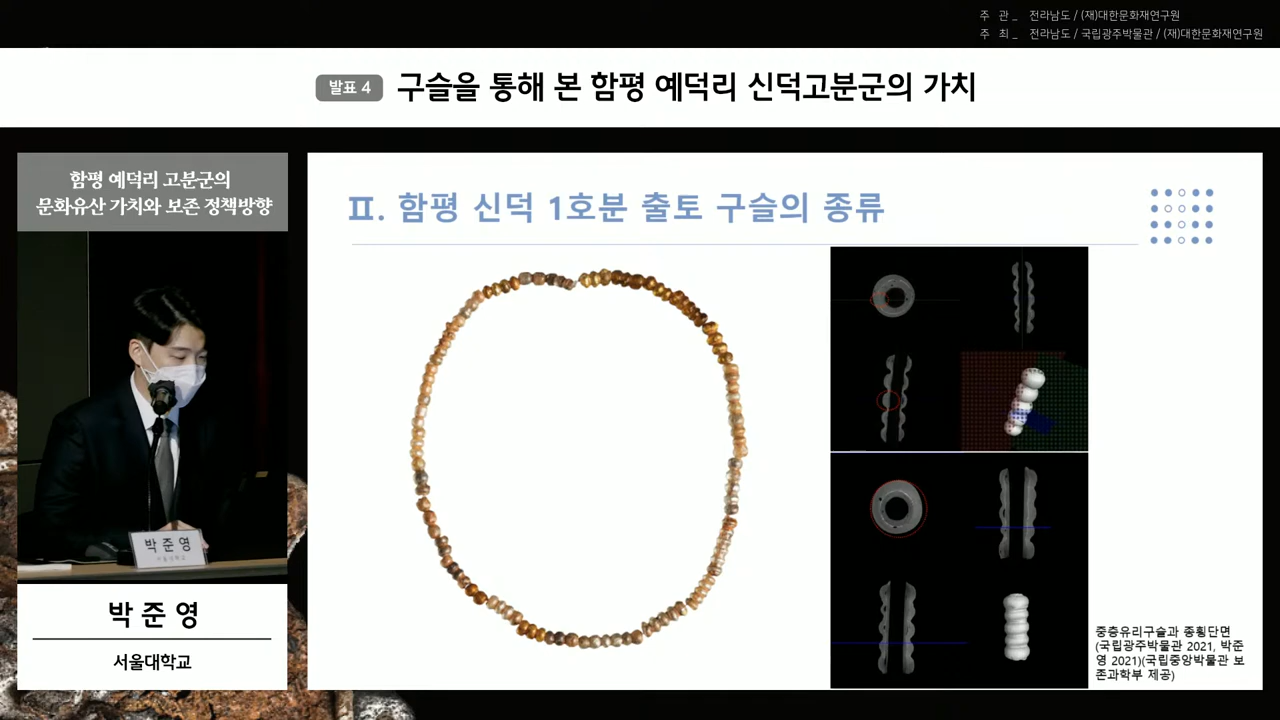 주 관 _ 전라남도 / (재)대한문화재연구원
주 최 _ 전라남도 / 국립광주박물관 / (재)대한문화재연구원
발표 4 구슬을 통해 본 함평 예덕리 신덕고분군의 가치
함평 예덕리 고분군의
문화유산 가치와 보존 정책방향
박준영
서울대학교
박 준 영
서울대학교
Ⅱ. 함평 신덕 1호분 출토 구슬의 종류
중층유리구슬과 종횡단면
(국립광주박물관 2021, 박준
영 2021)(국립중앙박물관 보
존과학부 제공)